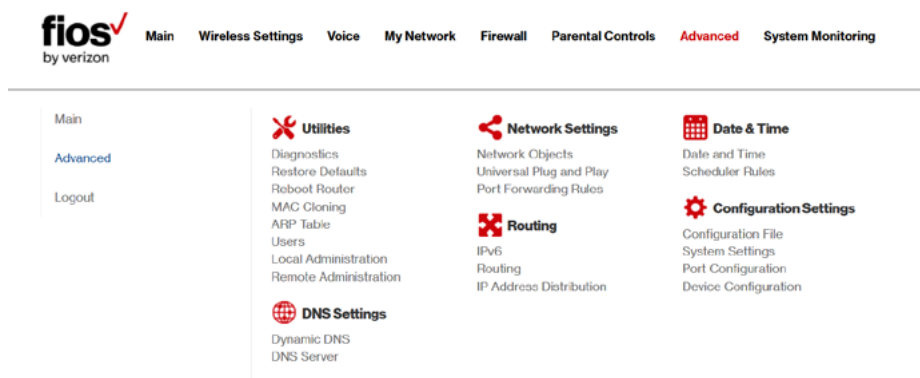 fios
by verizon
Main Wireless Settings Voice My Network Firewall Parental Controls Advanced System Monitoring
Main
Advanced
Logout
Utilities
Diagnostics
Restore Defaults
Reboot Router
MAC Cloning
ARP Table
Users
Local Administration
Remote Administration
DNS Settings
Dynamic DNS
DNS Server
Network Settings
Network Objects
Universal Plug and Play
Port Forwarding Rules
Routing
IPv6
Routing
IP Address Distribution
Date & Time
Date and Time
Scheduler Rules
Configuration Settings
Configuration File
System Settings
Port Configuration
Device Configuration